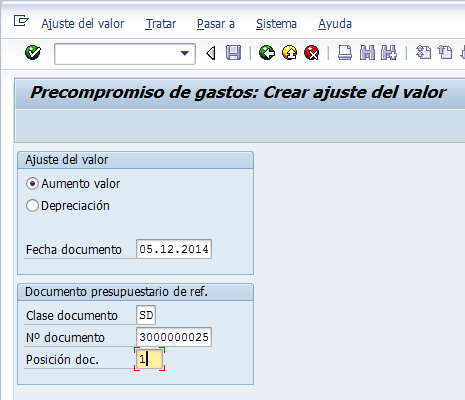 Ajuste del valor Tratar Pasar a Sistema Ayuda
Precompromiso de gastos: Crear ajuste del valor
Ajuste del valor
Aumento valor
Depreciación
Fecha documento 05.12.2014
Documento presupuestario de ref.
Clase documento SD
Nº documento 3000000025
Posición doc. 1